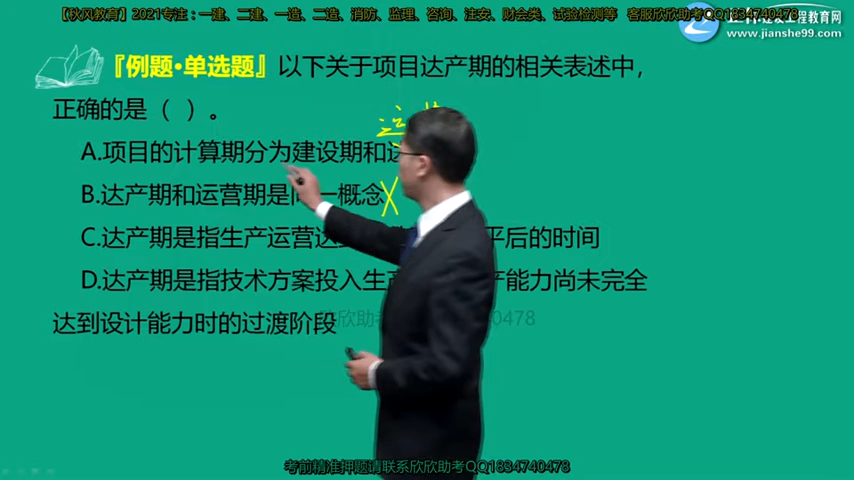 【秋风教育】2021专注：一建、二建、一造、二造、消防、监理、咨询、注安、财会类、试验检测等 客服欣欣助考QQ1834740478
工程教育网
www.jianshe99.com
『例题·单选题』以下关于项目达产期的相关表述中，
正确的是（ ）。
A.项目的计算期分为建设期和
B.达产期和运营期是同一概念
C.达产期是指生产运营达 平后的时间
D.达产期是指技术方案投入生 产能力尚未完全
达到设计能力时的过渡阶段
欣欣助考 0478
考前精准押题请联系欣欣助考QQ1834740478